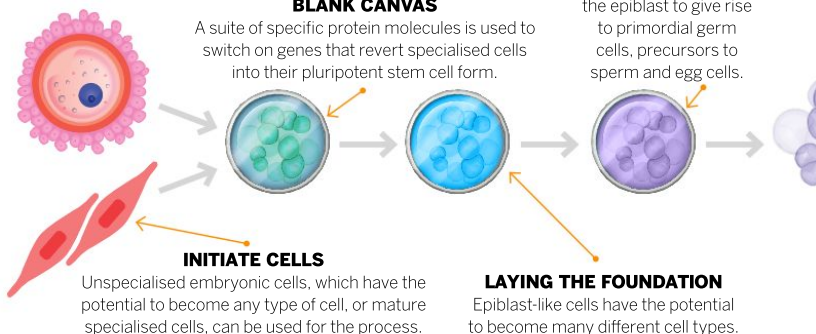 BLANK CANVAS
A suite of specific protein molecules is used to
switch on genes that revert specialised cells
into their pluripotent stem cell form.
the epiblast to give rise
to primordial germ
cells, precursors to
sperm and egg cells.
INITIATE CELLS
Unspecialised embryonic cells, which have the
potential to become any type of cell, or mature
specialised cells, can be used for the process.
LAYING THE FOUNDATION
Epiblast-like cells have the potential
to become many different cell types.